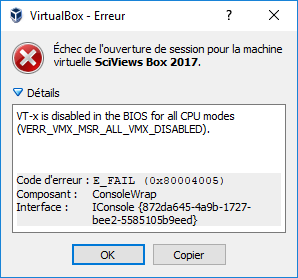 VirtualBox - Erreur
Échec de l'ouverture de session pour la machine
virtuelle SciViews Box 2017.
Détails
VT-x is disabled in the BIOS for all CPU modes
(VERR_VMX_MSR_ALL_VMX_DISABLED).
Code d'erreur : E_FAIL (0x80004005)
Composant : ConsoleWrap
Interface : IConsole {872da645-4a9b-1727-
bee2-5585105b9eed}
OK
Copier